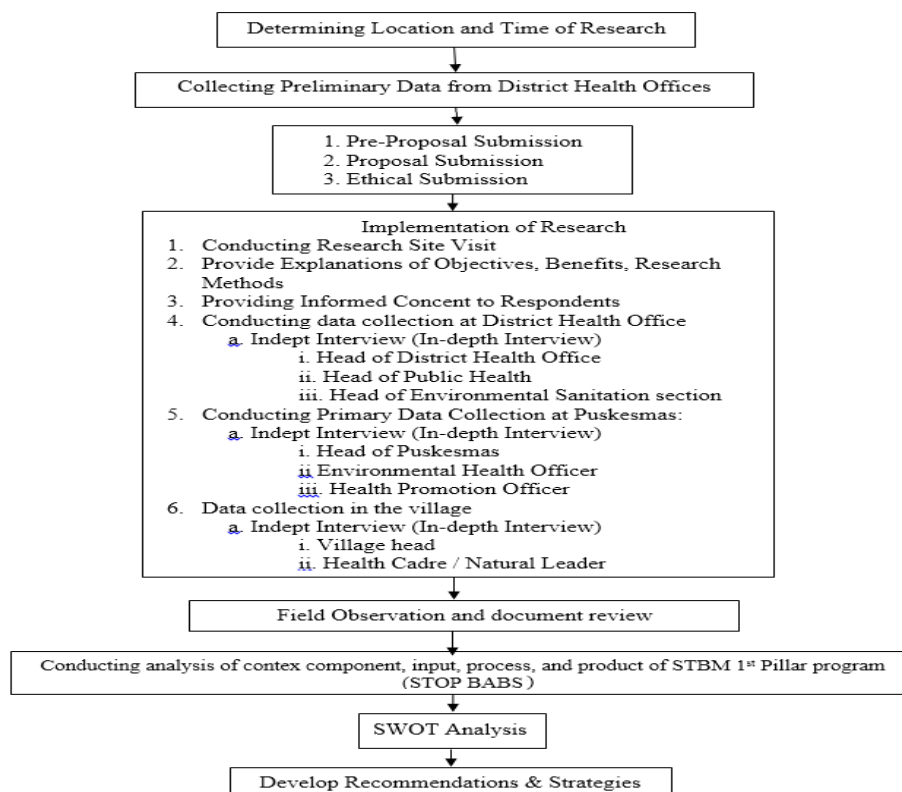 Determining Location and Time of Research
Collecting Preliminary Data from District Health Offices
1. Pre-Proposal Submission
2. Proposal Submission
3. Ethical Submission
Implementation of Research
1. Conducting Research Site Visit
2. Provide Explanations of Objectives, Benefits, Research
Methods
3. Providing Informed Concent to Respondents
4. Conducting data collection at District Health Office
a. Indept Interview (In-depth Interview)
i. Head of District Health Office
ii. Head of Public Health
iii. Head of Environmental Sanitation section
5. Conducting Primary Data Collection at Puskesmas:
a. Indept Interview (In-depth Interview)
i. Head of Puskesmas
ii Environmental Health Officer
iii. Health Promotion Officer
6. Data collection in the village
a. Indept Interview (In-depth Interview)
i. Village head
ii. Health Cadre / Natural Leader
Field Observation and document review
Conducting analysis of contex component, input, process, and product of STBM 1st Pillar program
(STOP BABS )
SWOT Analysis
Develop Recommendations & Strategies